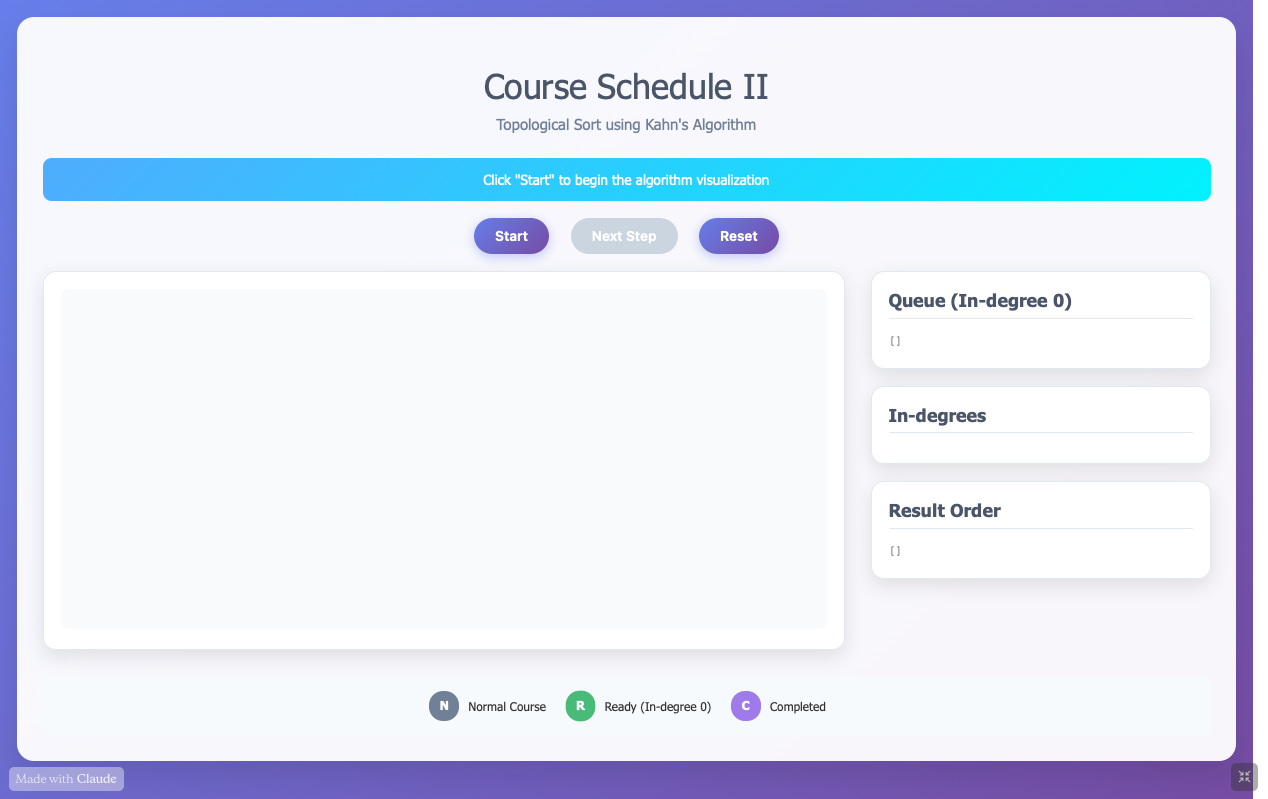 Course Schedule II
Topological Sort using Kahn's Algorithm
Click "Start" to begin the algorithm visualization
Start
Next Step
Reset
Queue (In-degree 0)
[]
In-degrees
Result Order
[]
N Normal Course
R Ready (In-degree 0)
C Completed
Made with Claude